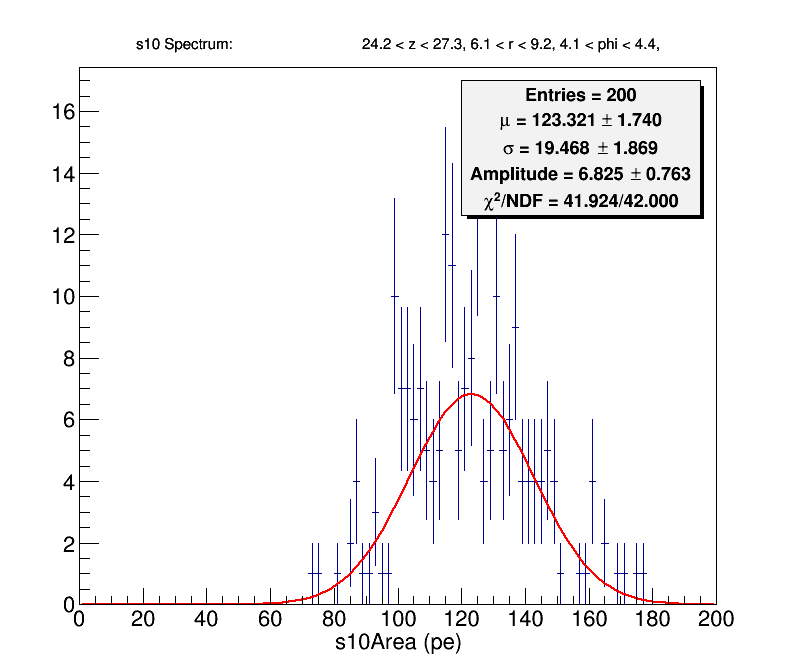 s10 Spectrum: 24.2 < z < 27.3, 6.1 < r < 9.2, 4.1 < phi < 4.4,
Entries = 200
μ = 123.321 ± 1.740
σ = 19.468 ± 1.869
Amplitude = 6.825 ± 0.763
χ²/NDF = 41.924/42.000
16
14
12
10
8
6
4
2
0
0 20 40 60 80 100 120 140 160 180 200
s10Area (pe)